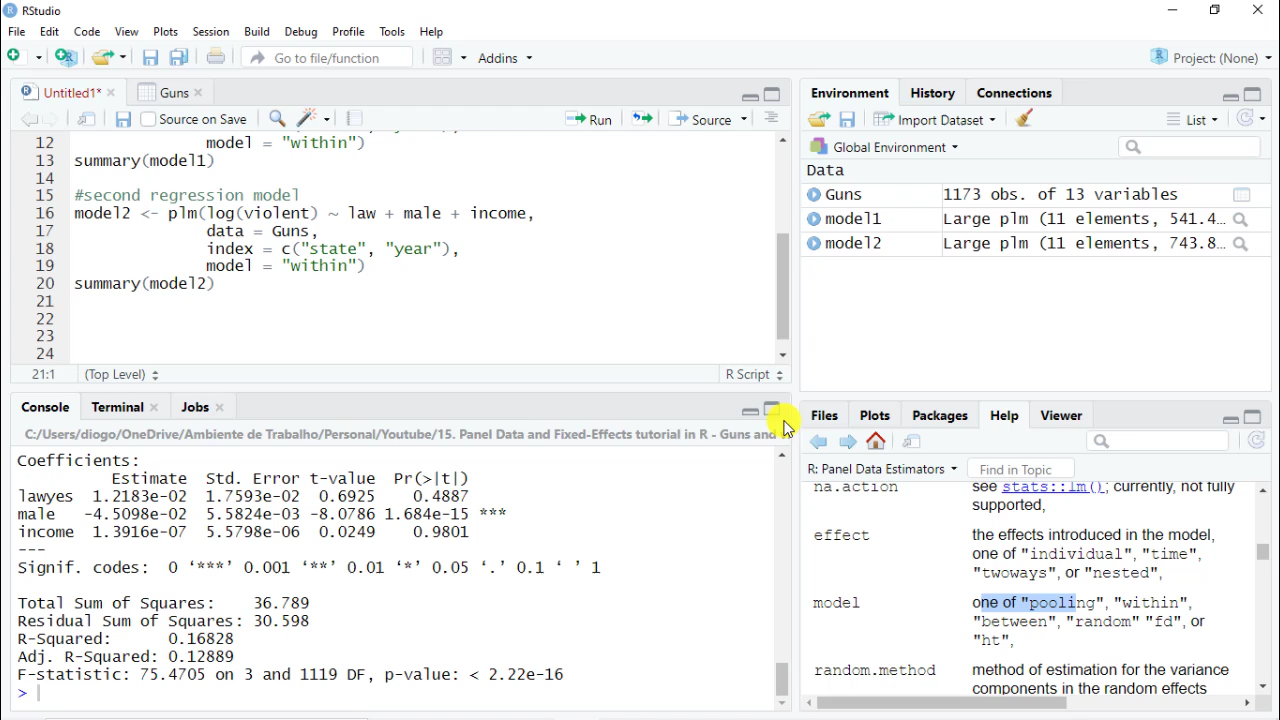 RStudio
File Edit Code View Plots Session Build Debug Profile Tools Help
Go to file/function Addins Project: (None)
Untitled1* Guns
Source on Save Run Source
12 model = "within")
13 summary(model1)
14
15 #second regression model
16 model2 <- plm(log(violent) ~ law + male + income,
17 data = Guns,
18 index = c("state", "year"),
19 model = "within")
20 summary(model2)
21
22
23
24
21:1 (Top Level) R Script
Console Terminal Jobs
C:/Users/diogo/OneDrive/Ambiente de Trabalho/Personal/Youtube/15. Panel Data and Fixed-Effects tutorial in R - Guns and
Coefficients:
Estimate Std. Error t-value Pr(>|t|)
lawyes 1.2183e-02 1.7593e-02 0.6925 0.4887
male -4.5098e-02 5.5824e-03 -8.0786 1.684e-15 ***
income 1.3916e-07 5.5798e-06 0.0249 0.9801
---
Signif. codes: 0 ‘***’ 0.001 ‘**’ 0.01 ‘*’ 0.05 ‘.’ 0.1 ‘ ’ 1
Total Sum of Squares: 36.789
Residual Sum of Squares: 30.598
R-Squared: 0.16828
Adj. R-Squared: 0.12889
F-statistic: 75.4705 on 3 and 1119 DF, p-value: < 2.22e-16
>
Environment History Connections
Import Dataset List
Global Environment
Data
Guns 1173 obs. of 13 variables
model1 Large plm (11 elements, 541.4…
model2 Large plm (11 elements, 743.8…
Files Plots Packages Help Viewer
R: Panel Data Estimators Find in Topic
na.action see stats::lm(); currently, not fully
supported,
effect the effects introduced in the model,
one of "individual", "time",
"twoways", or "nested",
model one of "pooling", "within",
"between", "random" "fd", or
"ht",
random.method method of estimation for the variance
components in the random effects